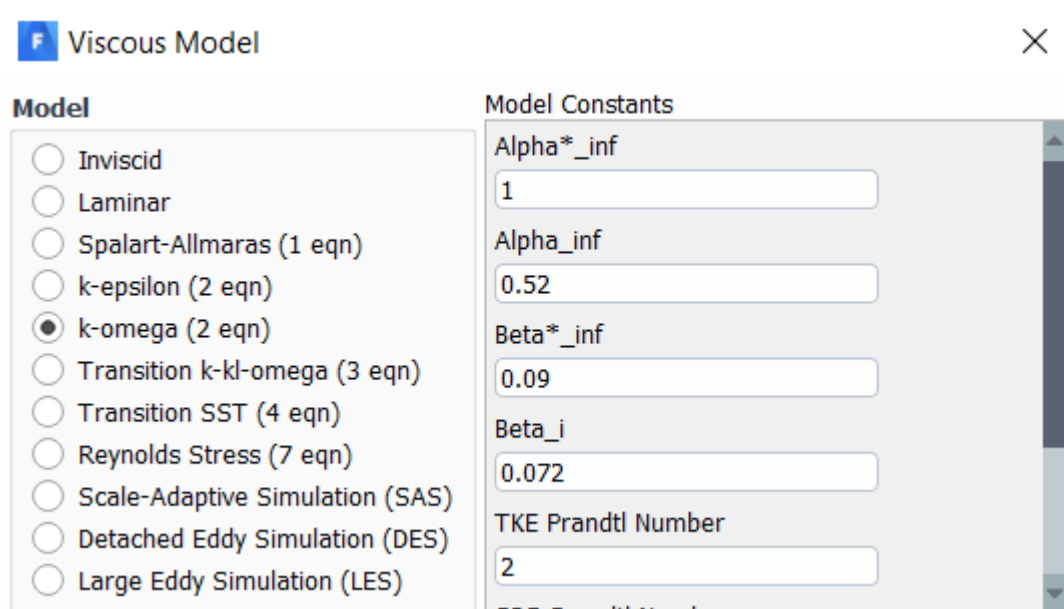 F Viscous Model
Model
Inviscid
Laminar
Spalart-Allmaras (1 eqn)
k-epsilon (2 eqn)
k-omega (2 eqn)
Transition k-kl-omega (3 eqn)
Transition SST (4 eqn)
Reynolds Stress (7 eqn)
Scale-Adaptive Simulation (SAS)
Detached Eddy Simulation (DES)
Large Eddy Simulation (LES)
Model Constants
Alpha*_inf
1
Alpha_inf
0.52
Beta*_inf
0.09
Beta_i
0.072
TKE Prandtl Number
2